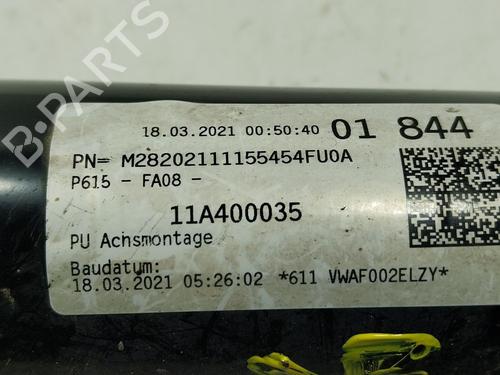 18.03.2021 00:50:40 01 844
PN= M28202111155454FU0A
P615 - FA08 -
11A400035
PU Achsmontage
Baudatum:
18.03.2021 05:26:02 *611 VWAF002ELZY*
B-PARTS